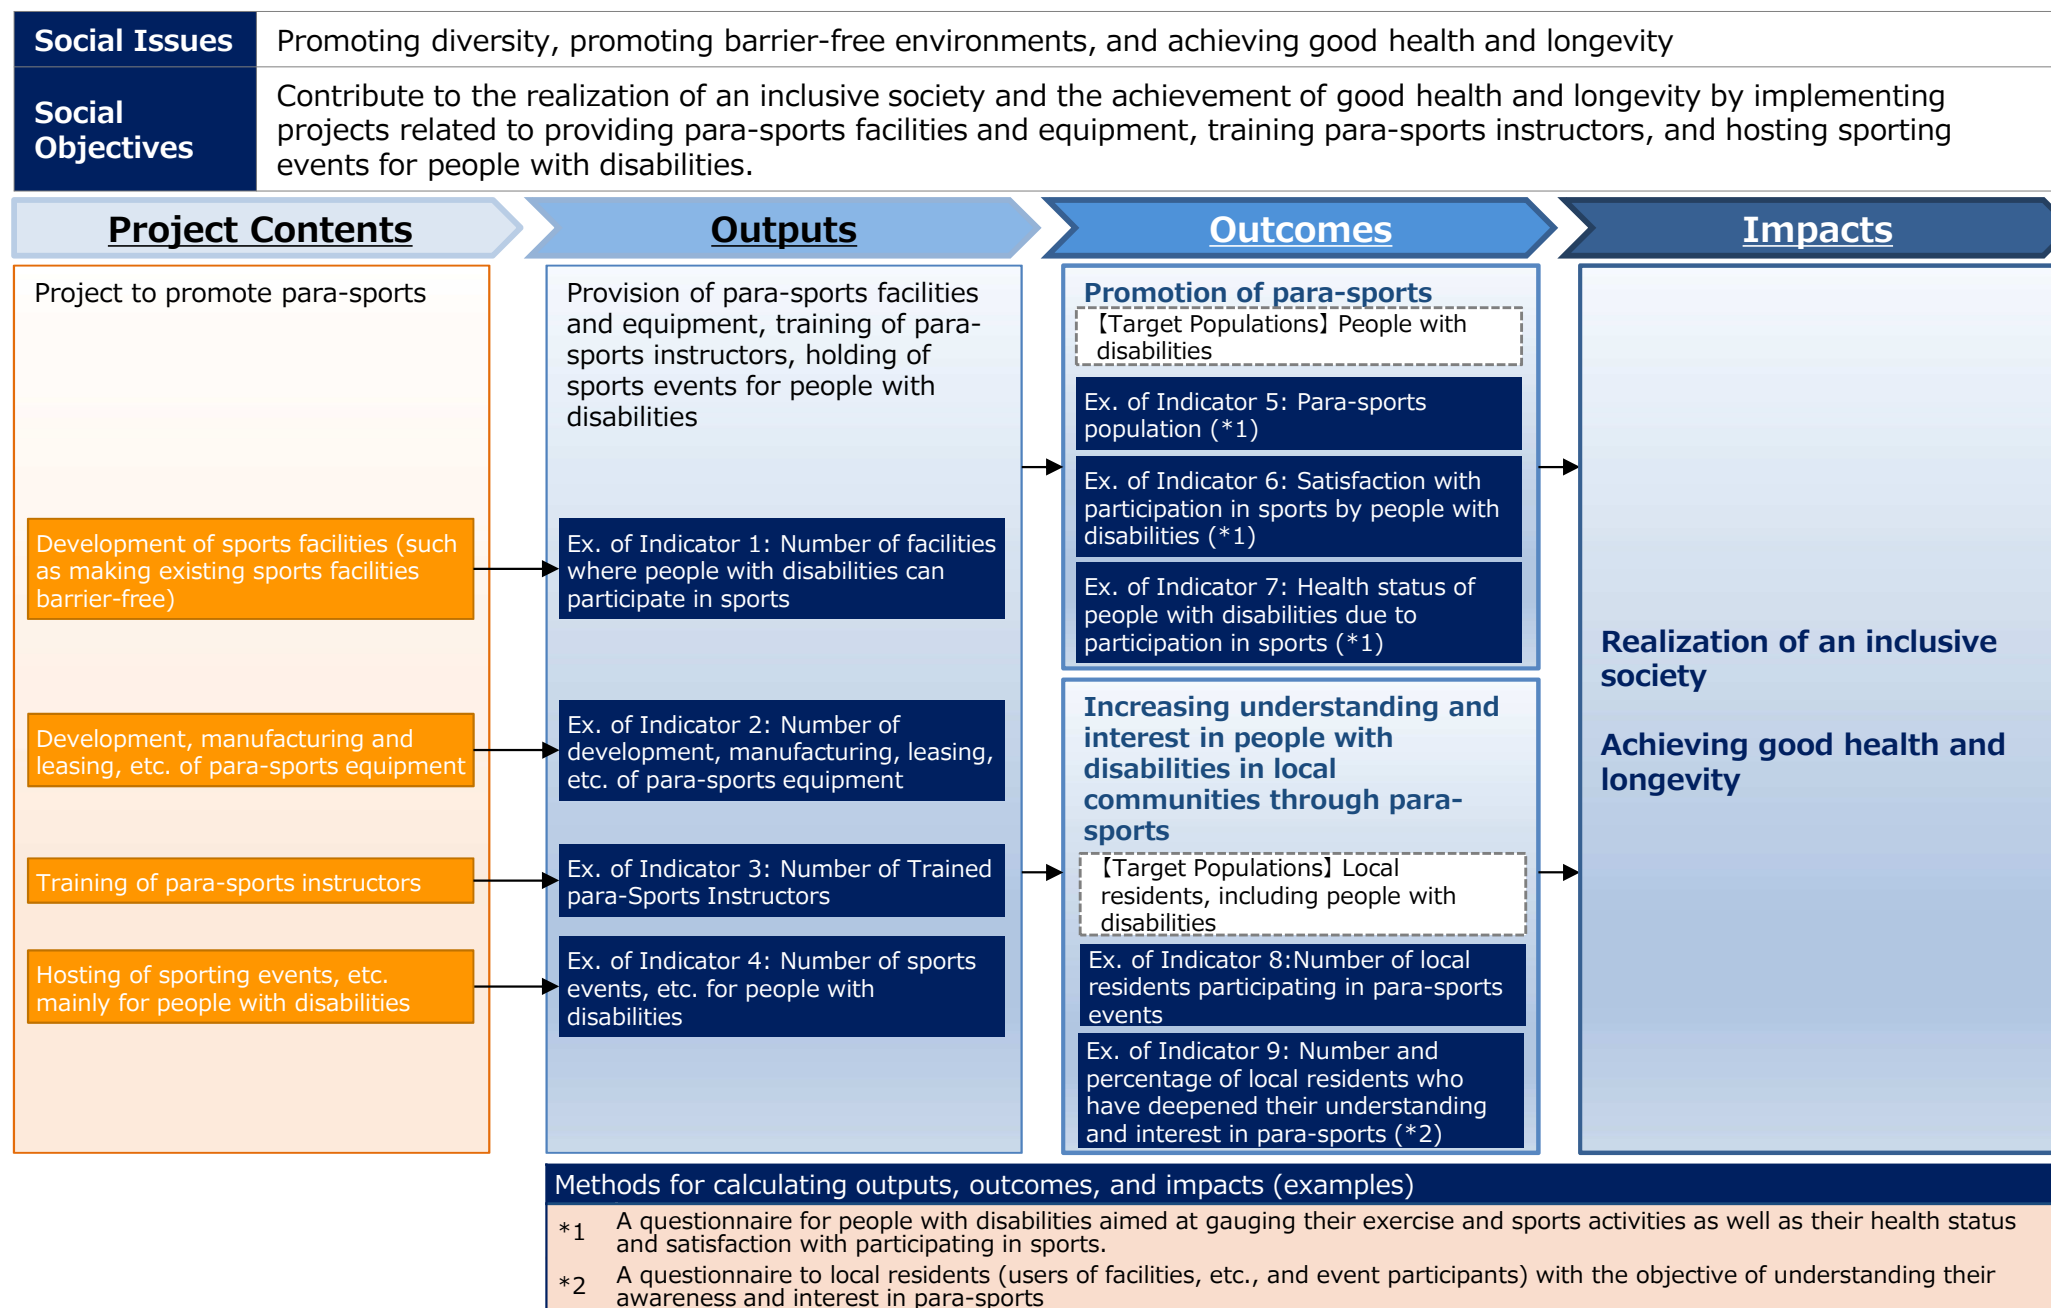 Social Issues
Promoting diversity, promoting barrier-free environments, and achieving good health and longevity
Social
Objectives
Contribute to the realization of an inclusive society and the achievement of good health and longevity by implementing
projects related to providing para-sports facilities and equipment, training para-sports instructors, and hosting sporting
events for people with disabilities.
Project Contents
Outputs
Outcomes
Impacts
Project to promote para-sports
Development of sports facilities (such
as making existing sports facilities
barrier-free)
Development, manufacturing and
leasing, etc. of para-sports equipment
Training of para-sports instructors
Hosting of sporting events, etc.
mainly for people with disabilities
Provision of para-sports facilities
and equipment, training of para-
sports instructors, holding of
sports events for people with
disabilities
Ex. of Indicator 1: Number of facilities
where people with disabilities can
participate in sports
Ex. of Indicator 2: Number of
development, manufacturing, leasing,
etc. of para-sports equipment
Ex. of Indicator 3: Number of Trained
para-Sports Instructors
Ex. of Indicator 4: Number of sports
events, etc. for people with
disabilities
Promotion of para-sports
【Target Populations】 People with
disabilities
Ex. of Indicator 5: Para-sports
population (*1)
Ex. of Indicator 6: Satisfaction with
participation in sports by people with
disabilities (*1)
Ex. of Indicator 7: Health status of
people with disabilities due to
participation in sports (*1)
Increasing understanding and
interest in people with
disabilities in local
communities through para-
sports
【Target Populations】 Local
residents, including people with
disabilities
Ex. of Indicator 8:Number of local
residents participating in para-sports
events
Ex. of Indicator 9: Number and
percentage of local residents who
have deepened their understanding
and interest in para-sports (*2)
Realization of an inclusive
society
Achieving good health and
longevity
Methods for calculating outputs, outcomes, and impacts (examples)
*1 A questionnaire for people with disabilities aimed at gauging their exercise and sports activities as well as their health status
and satisfaction with participating in sports.
*2 A questionnaire to local residents (users of facilities, etc., and event participants) with the objective of understanding their
awareness and interest in para-sports